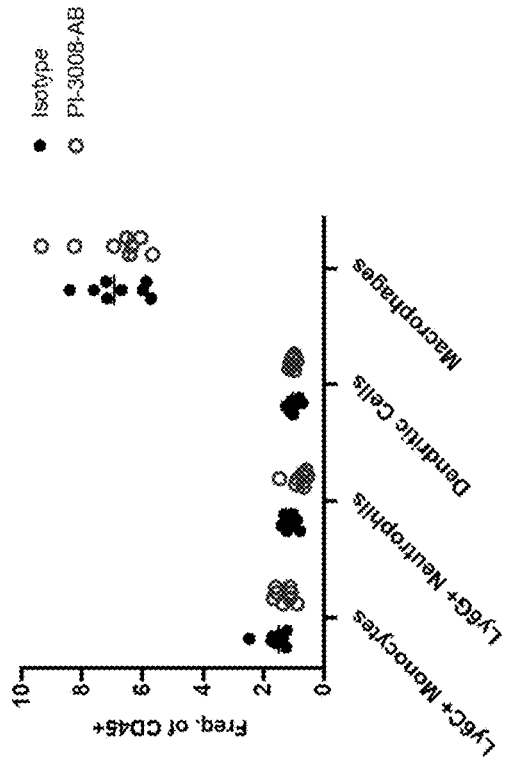 Isotype
PI-3008-AB
Freq. of CD45+
10
8
6
4
2
0
Ly6C+ Monocytes
Ly6G+ Neutrophils
Dendritic Cells
Macrophages